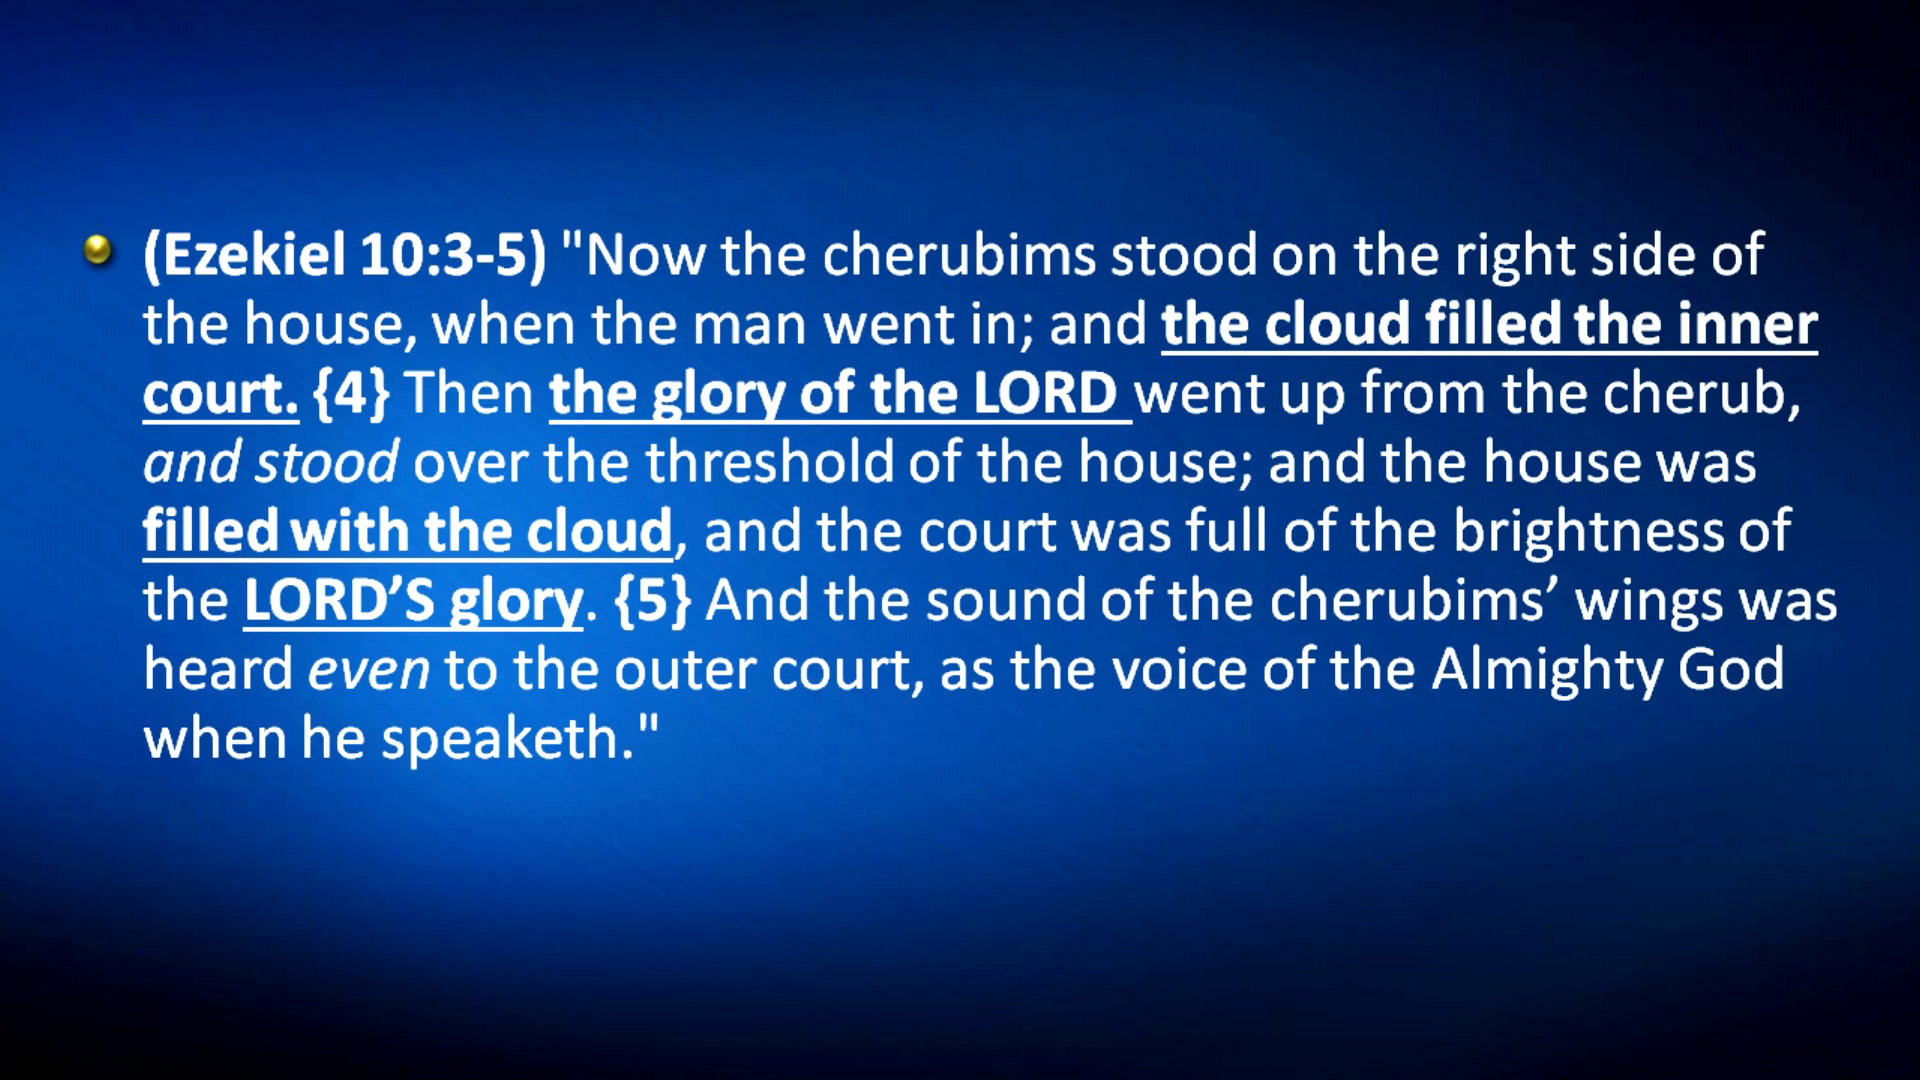 (Ezekiel 10:3-5) "Now the cherubims stood on the right side of
the house, when the man went in; and the cloud filled the inner
court. {4} Then the glory of the LORD went up from the cherub,
and stood over the threshold of the house; and the house was
filled with the cloud, and the court was full of the brightness of
the LORD’S glory. {5} And the sound of the cherubims’ wings was
heard even to the outer court, as the voice of the Almighty God
when he speaketh."